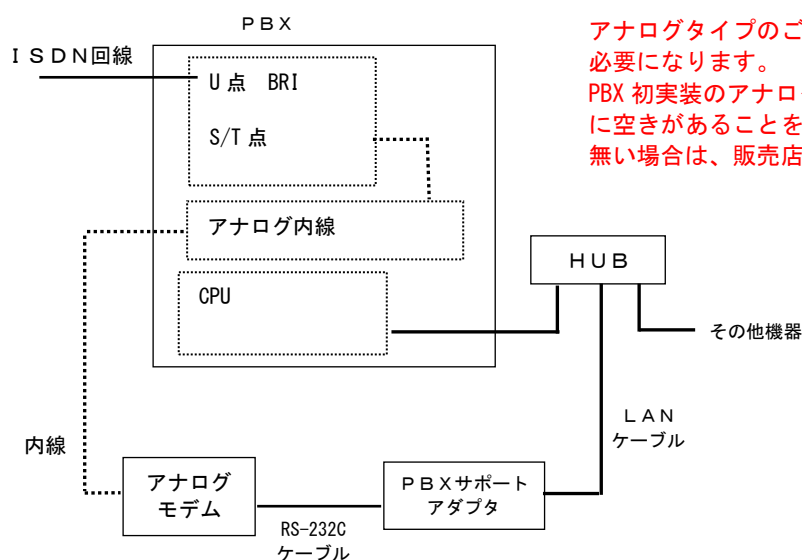 PBX
アナログタイプのご
ISDN回線
必要になります。
U点 BRI
PBX 初実装のアナロ
S/T点
に空きがあることを
無い場合は、販売店
アナログ内線
HUB
CPU
その他機器
LAN
ケーブル
内線
アナログ
モデム
PBXサポート
アダプタ
RS-232C
ケーブル